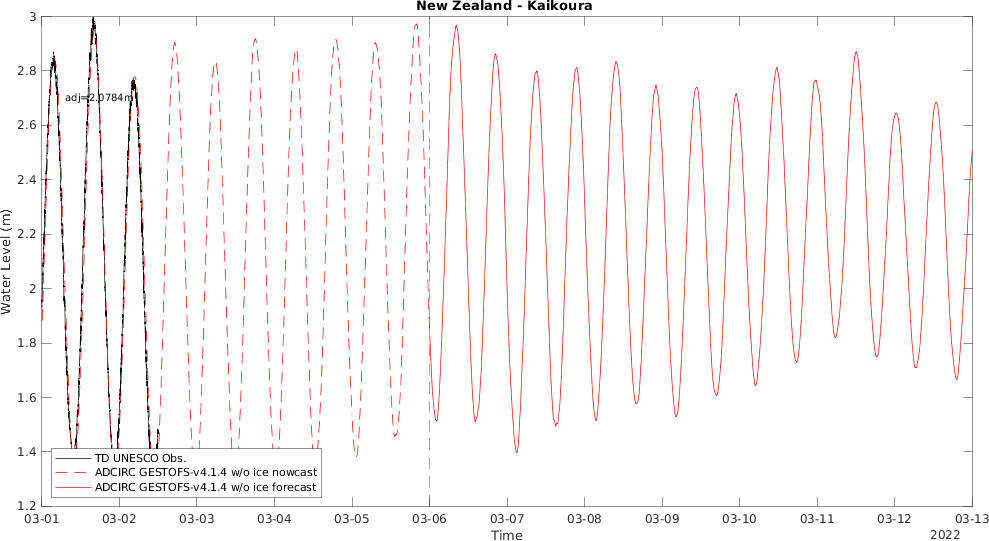 New Zealand - Kaikoura
3
2.8
2.6
2.4
2.2
2
1.8
1.6
1.4
1.2
Water Level (m)
adj=2.0784m
TD UNESCO Obs.
ADCIRC GESTOFS-v4.1.4 w/o ice nowcast
ADCIRC GESTOFS-v4.1.4 w/o ice forecast
03-01 03-02 03-03 03-04 03-05 03-06 03-07 03-08 03-09 03-10 03-11 03-12 03-13
Time
2022